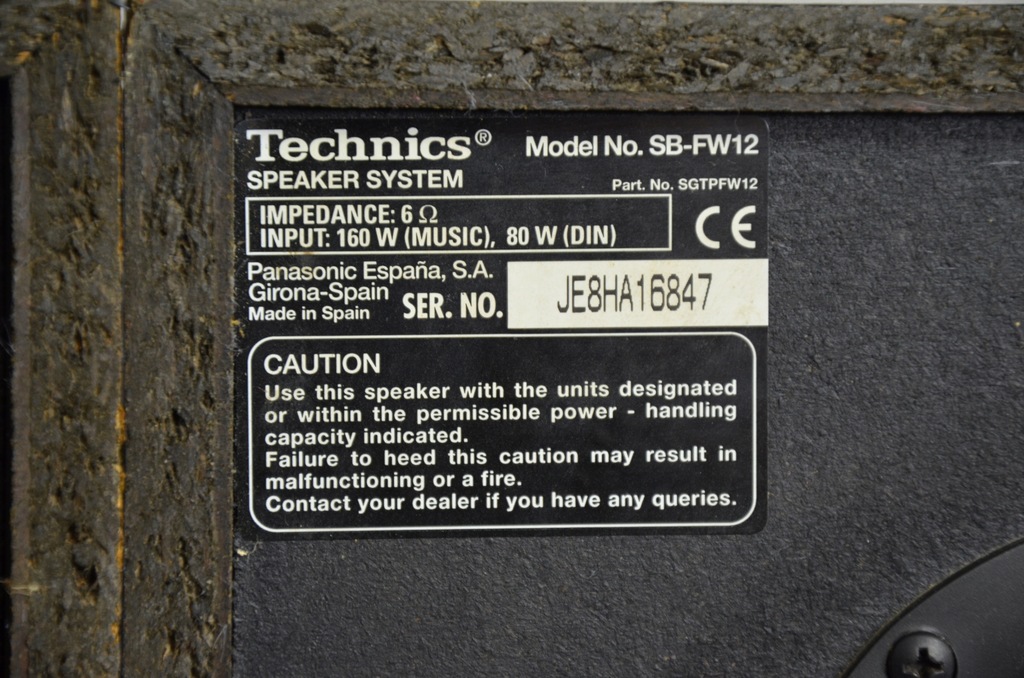 Technics® Model No. SB-FW12
SPEAKER SYSTEM Part. No. SGTPFW12
IMPEDANCE: 6 Ω
INPUT: 160 W (MUSIC), 80 W (DIN)
CE
Panasonic España, S.A.
Girona-Spain
Made in Spain
SER. NO. JE8HA16847
CAUTION
Use this speaker with the units designated
or within the permissible power - handling
capacity indicated.
Failure to heed this caution may result in
malfunctioning or a fire.
Contact your dealer if you have any queries.